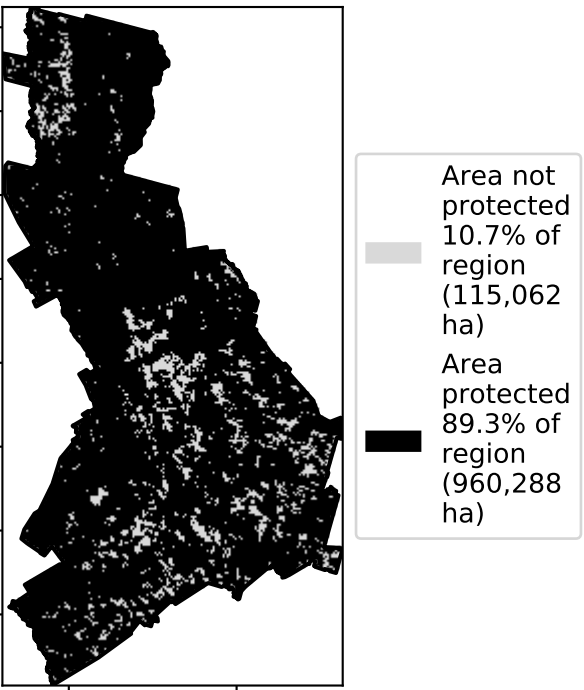 Area not
protected
10.7% of
region
(115,062
ha)
Area
protected
89.3% of
region
(960,288
ha)